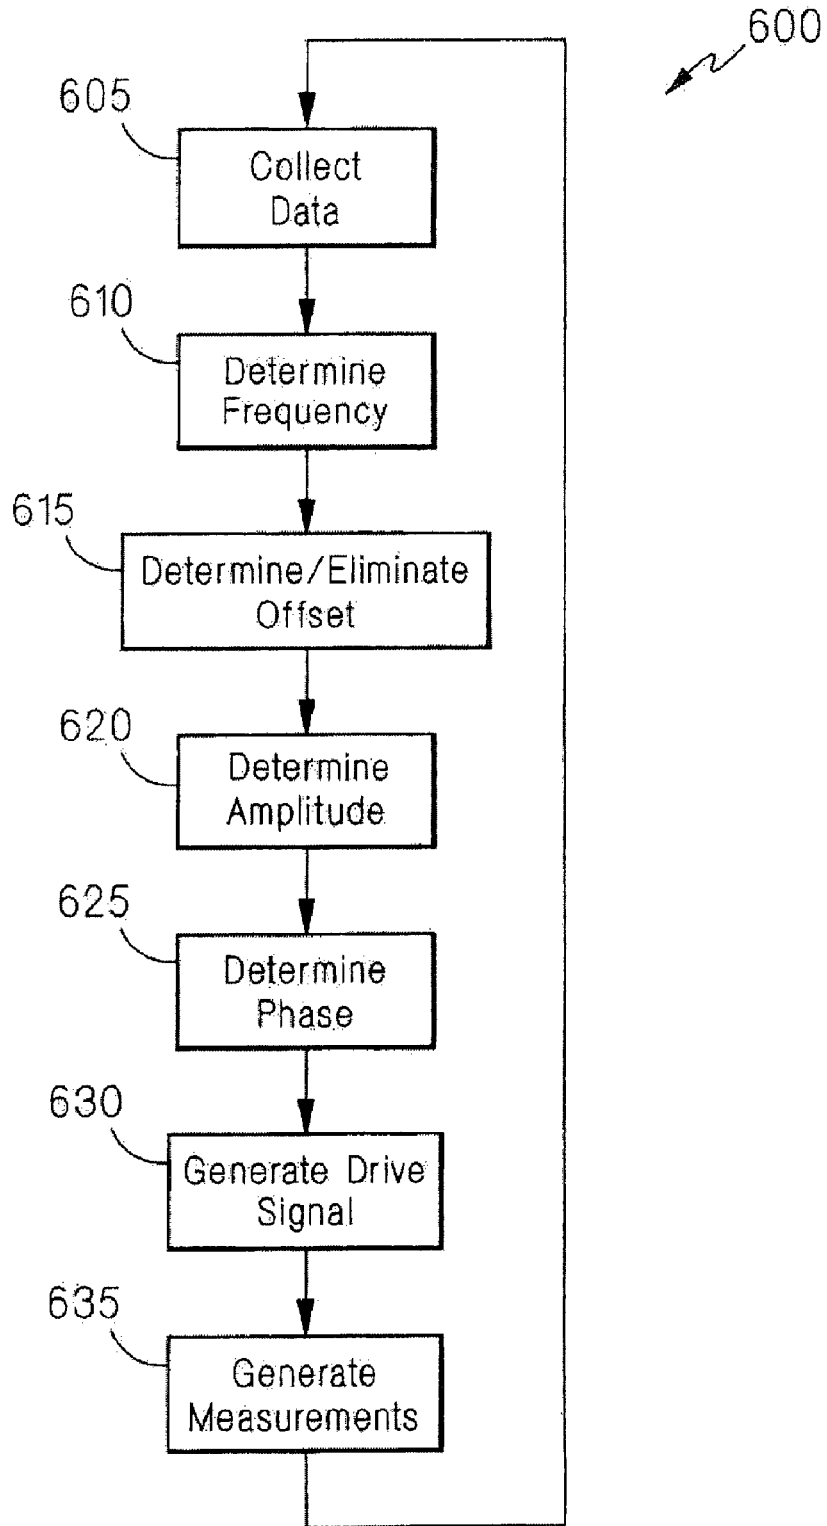 600
605
Collect
Data
610
Determine
Frequency
615
Determine/Eliminate
Offset
620
Determine
Amplitude
625
Determine
Phase
630
Generate Drive
Signal
635
Generate
Measurements